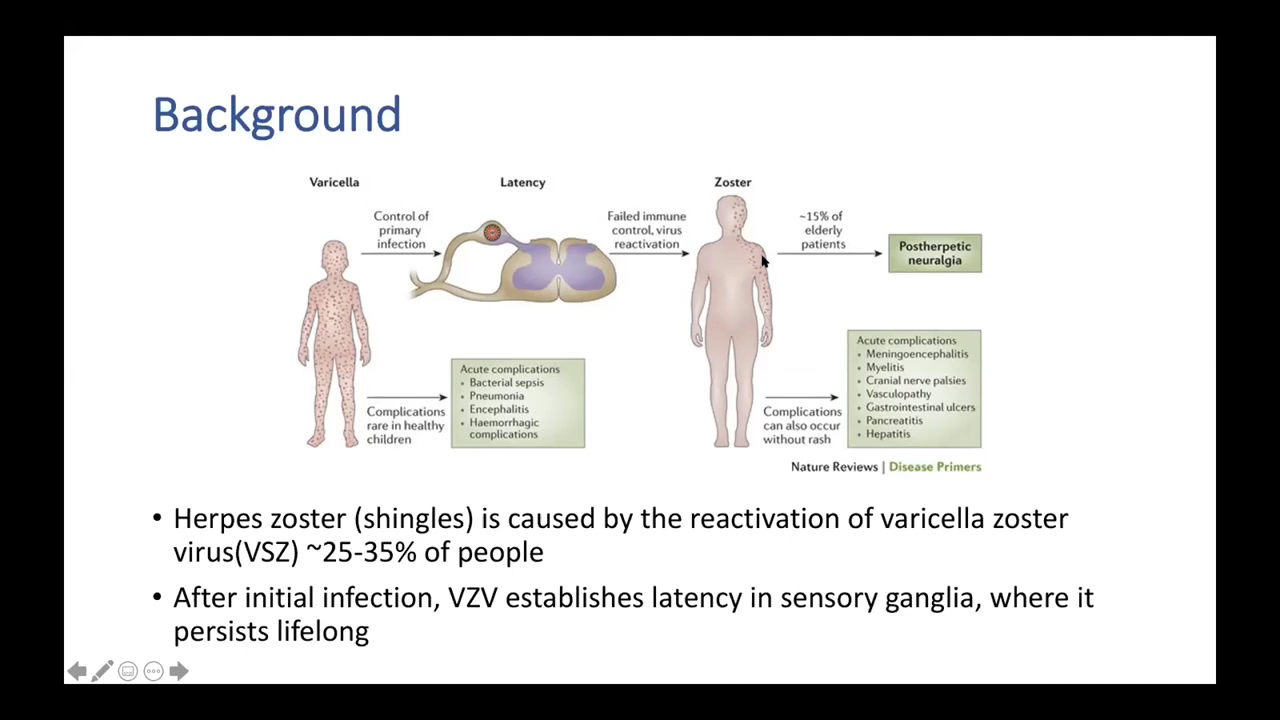 Background
Varicella
Latency
Zoster
Control of
primary
infection
Failed immune
control, virus
reactivation
~15% of
elderly
patients
Postherpetic
neuralgia
Complications
rare in healthy
children
Acute complications
• Bacterial sepsis
• Pneumonia
• Encephalitis
• Haemorrhagic
complications
Complications
can also occur
without rash
Acute complications
• Meningoencephalitis
• Myelitis
• Cranial nerve palsies
• Vasculopathy
• Gastrointestinal ulcers
• Pancreatitis
• Hepatitis
Nature Reviews | Disease Primers
• Herpes zoster (shingles) is caused by the reactivation of varicella zoster
virus(VSZ) ~25-35% of people
• After initial infection, VZV establishes latency in sensory ganglia, where it
persists lifelong